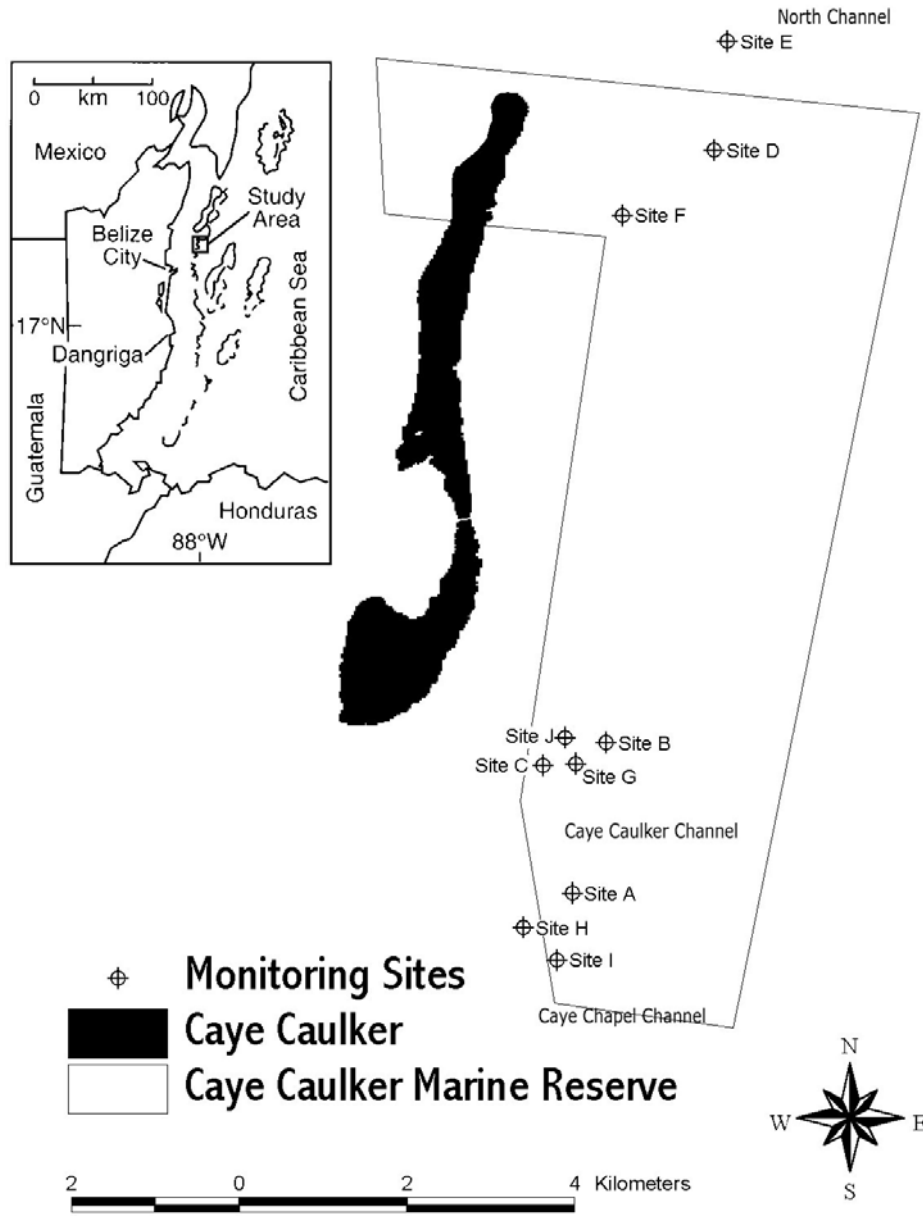 North Channel
Site E
0 km 100
Mexico
Study
Area
Belize
City
17°N
Dangriga
Caribbean Sea
Guatemala
Honduras
88°W
Site D
Site F
Site J
Site B
Site C
Site G
Caye Caulker Channel
Site A
Site H
Site I
Caye Chapel Channel
Monitoring Sites
Caye Caulker
Caye Caulker Marine Reserve
N
W E
S
2 0 2 4 Kilometers